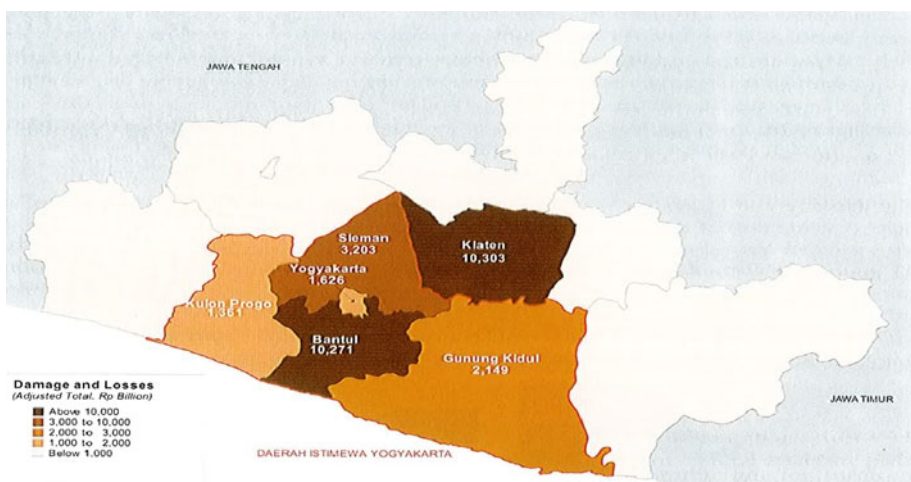 JAWA TENGAH
Sleman
3,203
Klaten
10,303
Yogyakarta
1,626
Kulon Progo
1,361
Bantul
10,271
Gunung Kidul
2,149
Damage and Losses
(Adjusted Total, Rp Billion)
Above 10,000
3,000 to 10,000
2,000 to 3,000
1,000 to 2,000
Below 1,000
JAWA TIMUR
DAERAH ISTIMEWA YOGYAKARTA